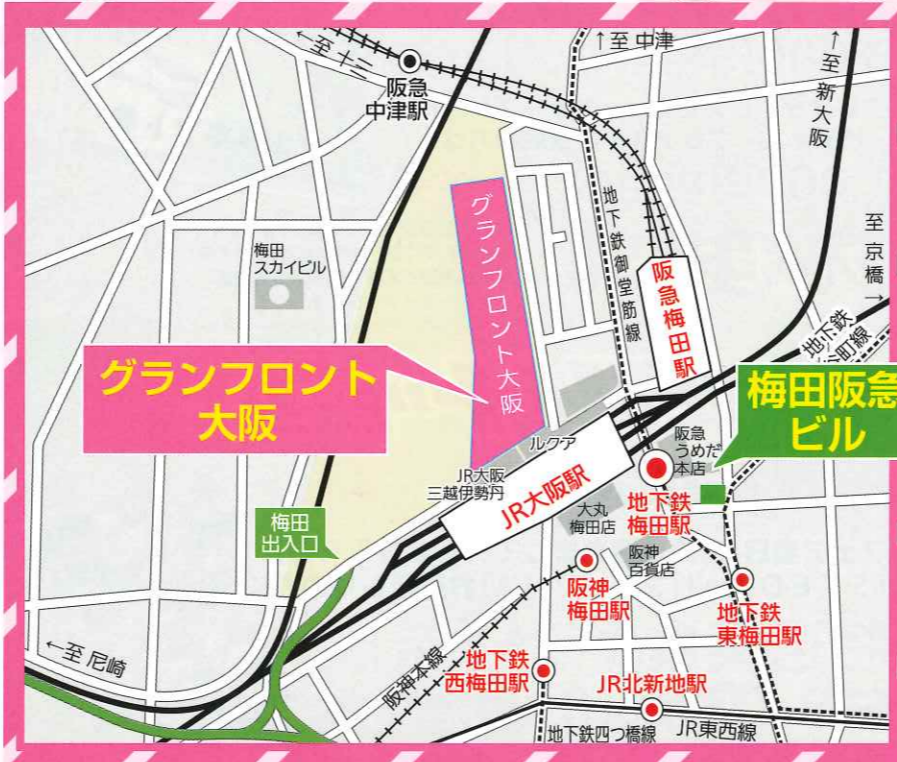 ←至 十三
阪急
中津駅
↑至 中津
↑至 新大阪
至 京橋→
梅田
スカイビル
グランフロント大阪
地下鉄御堂筋線
阪急梅田駅
地下鉄
谷町線
グランフロント
大阪
梅田阪急
ビル
ルクア
阪急
うめだ
本店
JR大阪
三越伊勢丹
JR大阪駅
大丸
梅田店
地下鉄
梅田駅
梅田
出入口
阪神
百貨店
阪神
梅田駅
地下鉄
東梅田駅
←至 尼崎
阪神本線
地下鉄
西梅田駅
JR北新地駅
地下鉄四つ橋線
JR東西線